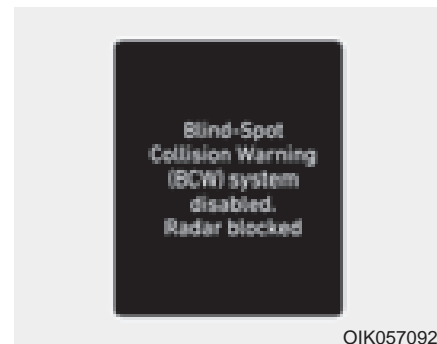 Blind-Spot
Collision Warning
(BCW) system
disabled.
Radar blocked
OIK057092